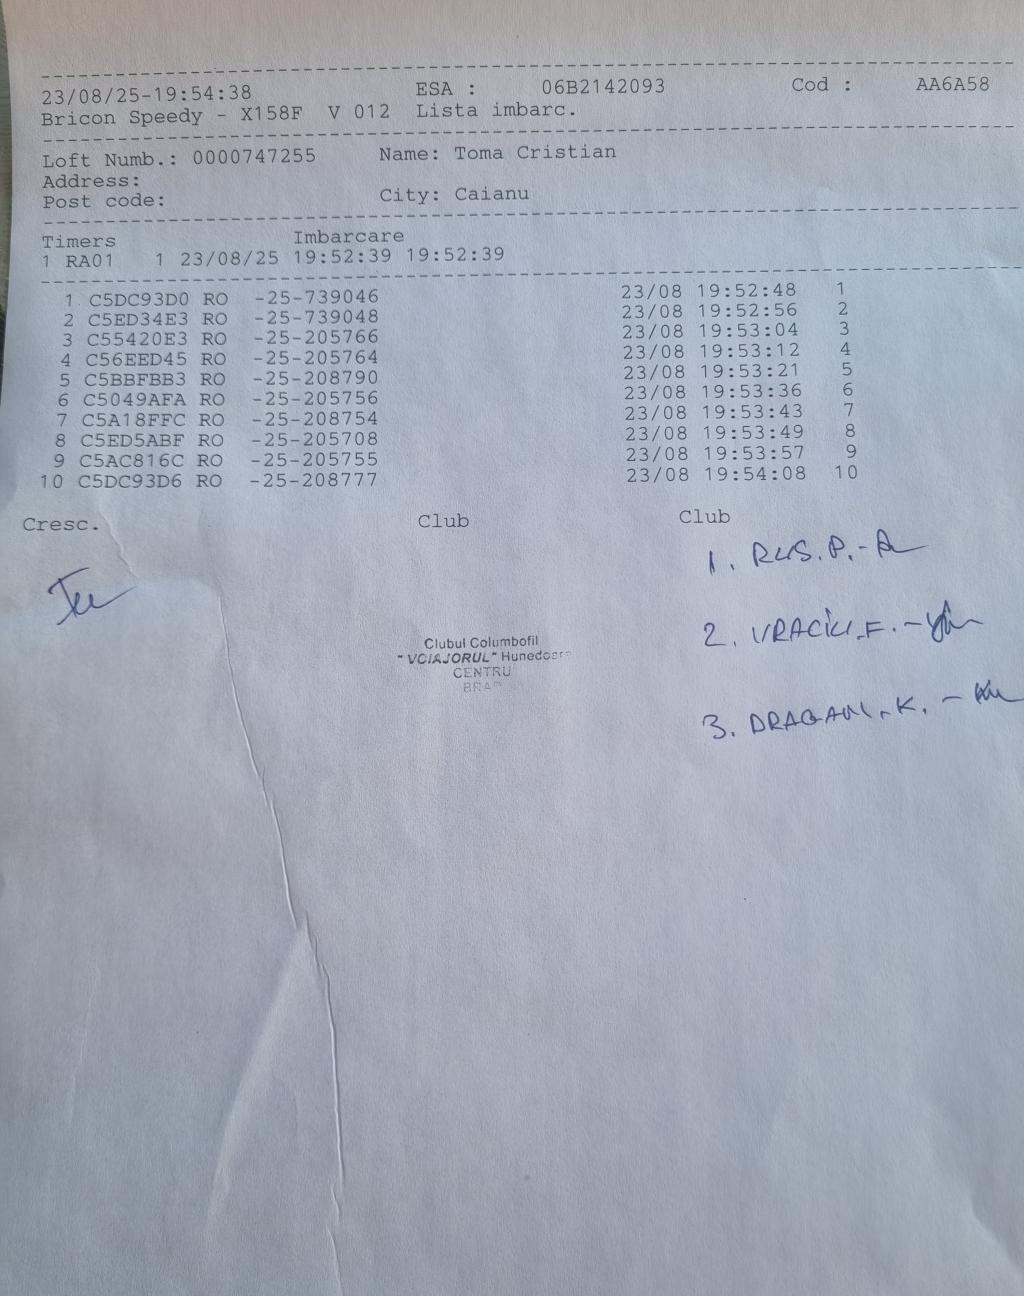 23/08/25-19:54:38 ESA : 06B2142093 Cod : AA6A58
Bricon Speedy - X158F V 012 Lista imbarc.
Loft Numb.: 0000747255 Name: Toma Cristian
Address:
Post code: City: Caianu
Timers Imbarcare
1 RA01 1 23/08/25 19:52:39 19:52:39
1 C5DC93D0 RO -25-739046 23/08 19:52:48 1
2 C5ED34E3 RO -25-739048 23/08 19:52:56 2
3 C55420E3 RO -25-205766 23/08 19:53:04 3
4 C56EED45 RO -25-205764 23/08 19:53:12 4
5 C5BBFBB3 RO -25-208790 23/08 19:53:21 5
6 C5049AFA RO -25-205756 23/08 19:53:36 6
7 C5A18FFC RO -25-208754 23/08 19:53:43 7
8 C5ED5ABF RO -25-205708 23/08 19:53:49 8
9 C5AC816C RO -25-205755 23/08 19:53:57 9
10 C5DC93D6 RO -25-208777 23/08 19:54:08 10
Cresc. Club Club
1. RUS.P.-
2. VRACIU.F.-
Clubul Columbofil
"VOIAJORUL" Hunedoara
CENTRU
3. DRAGAN.K. -